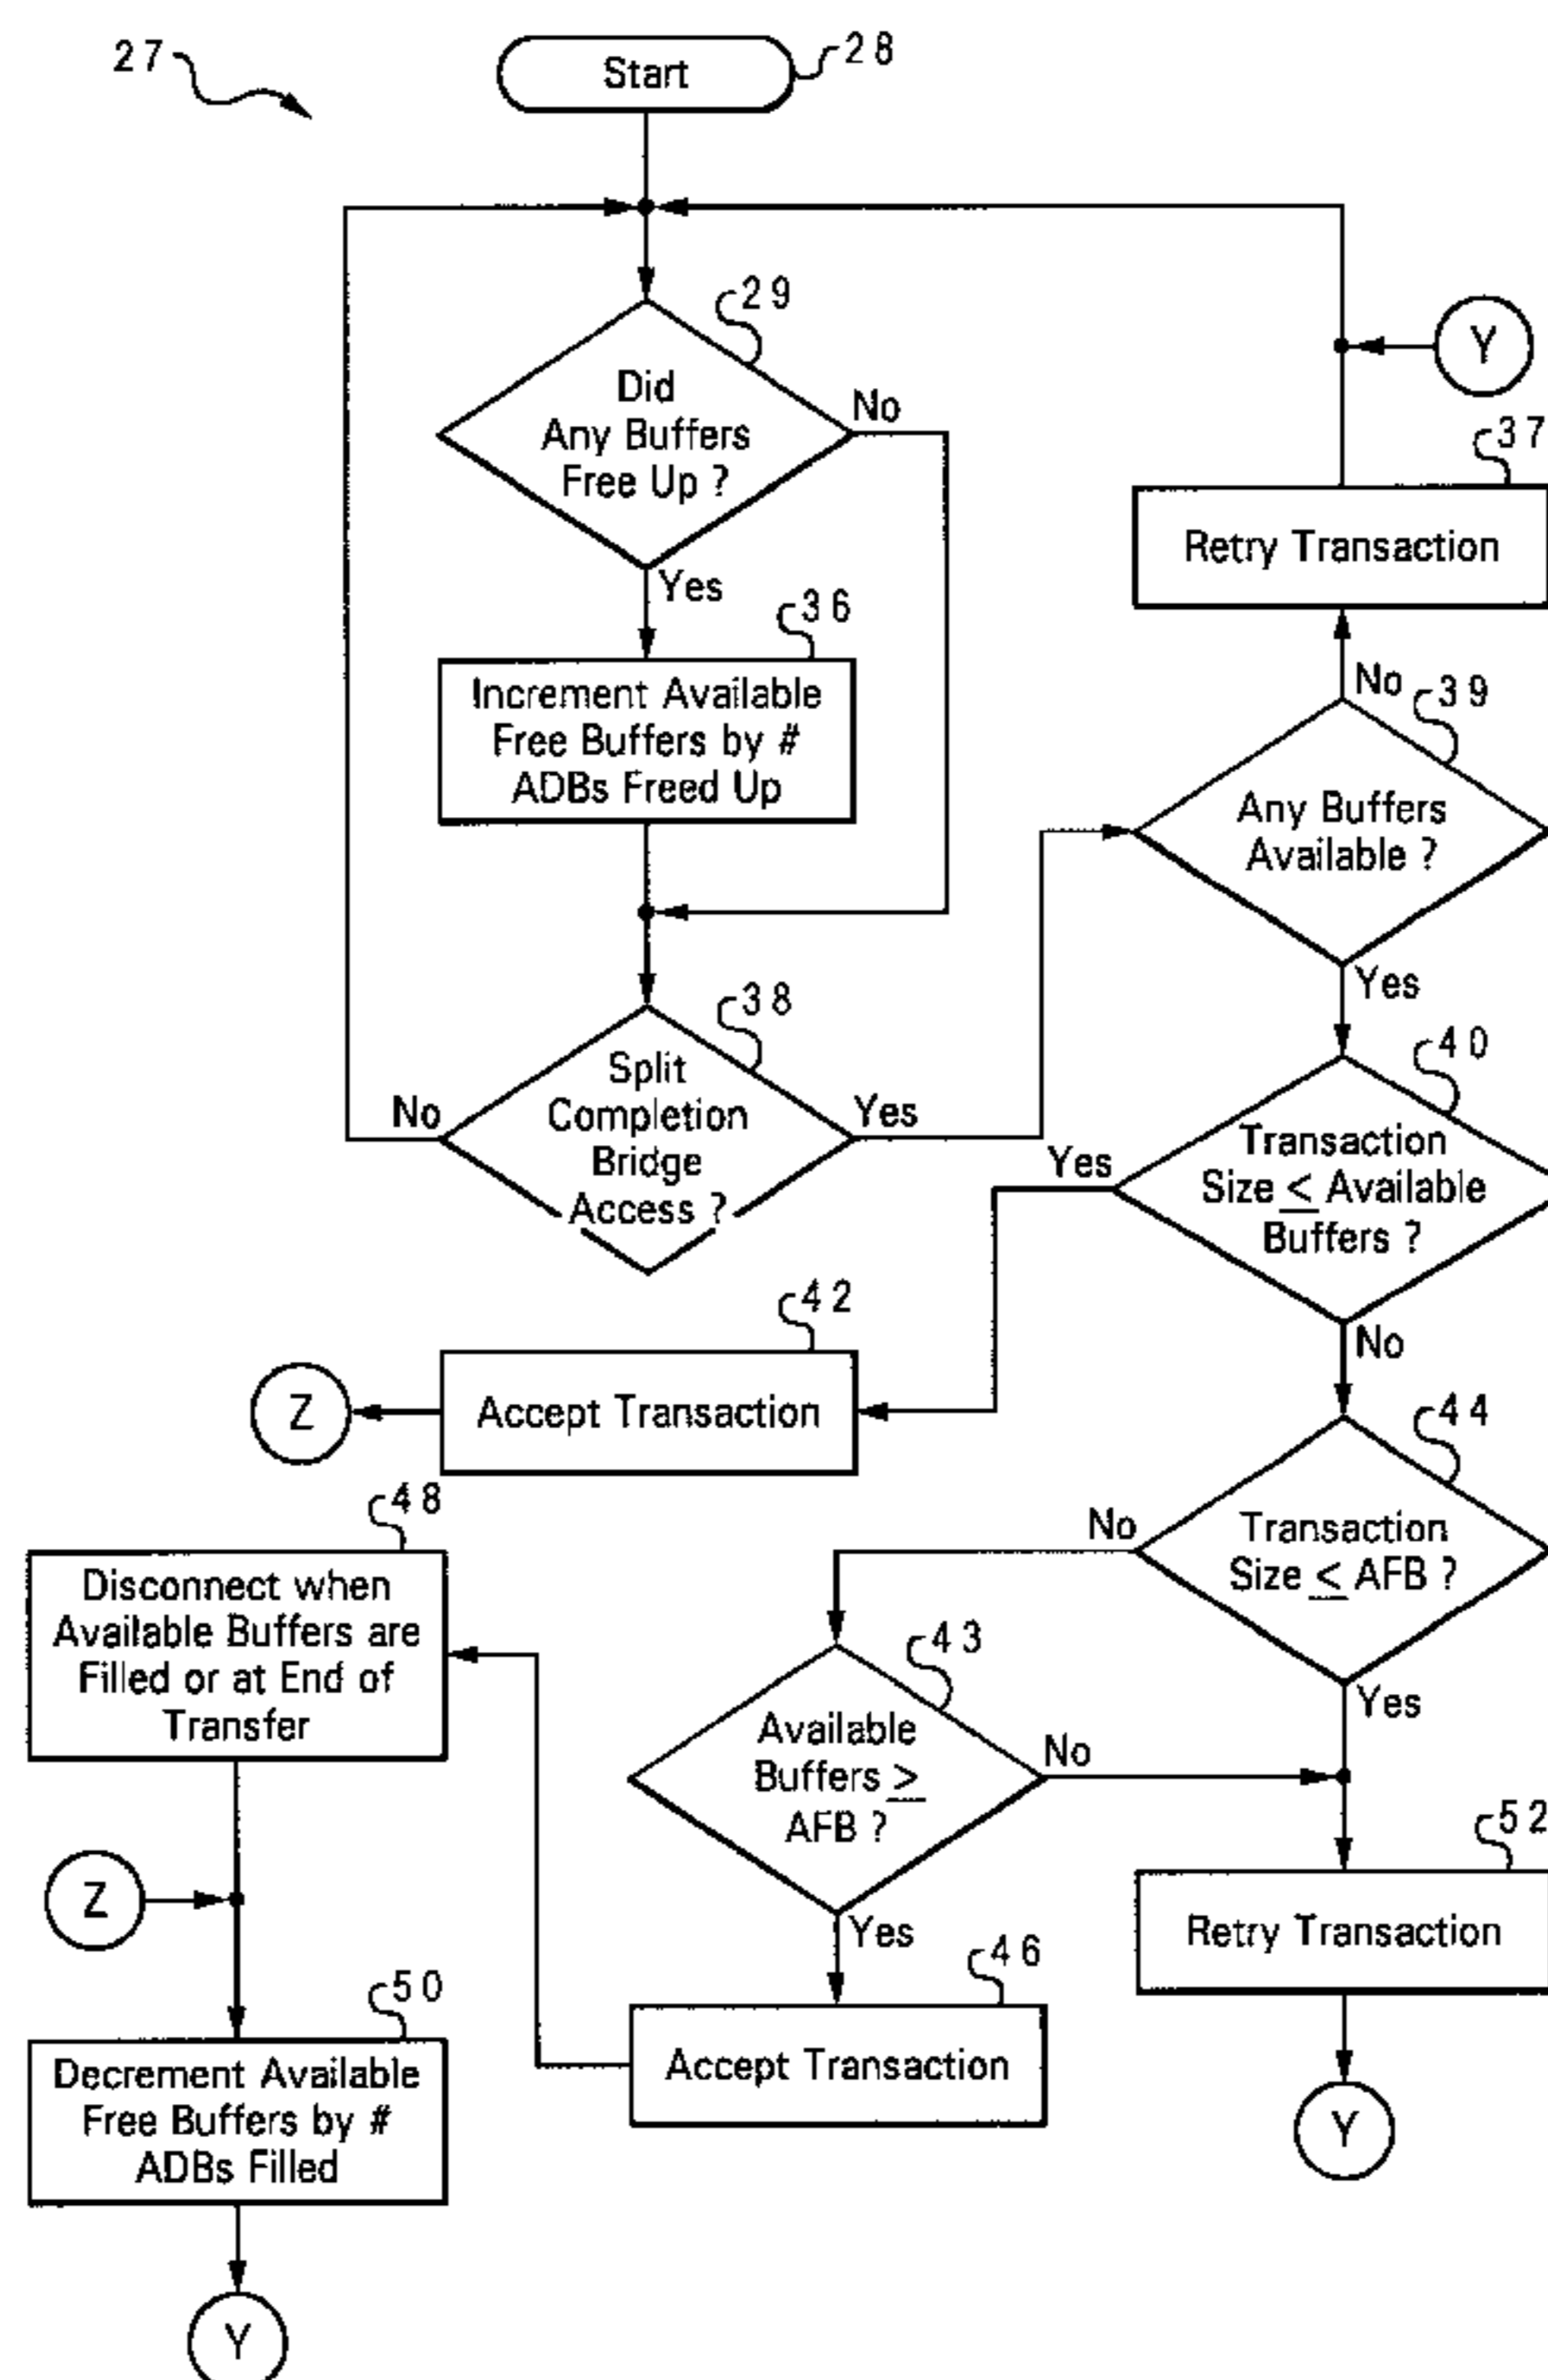 27
Start
28
29
Did
Any Buffers
Free Up ?
No
Yes
Y
37
Retry Transaction
36
Increment Available
Free Buffers by #
ADBs Freed Up
No
39
Any Buffers
Available ?
Yes
38
Split
Completion
Bridge
Access ?
No
Yes
40
Transaction
Size ≤ Available
Buffers ?
Yes
No
42
Accept Transaction
Z
44
Transaction
Size ≤ AFB ?
No
Yes
48
Disconnect when
Available Buffers are
Filled or at End of
Transfer
43
Available
Buffers ≥
AFB ?
No
Yes
52
Retry Transaction
Z
46
Accept Transaction
50
Decrement Available
Free Buffers by #
ADBs Filled
Y
Y